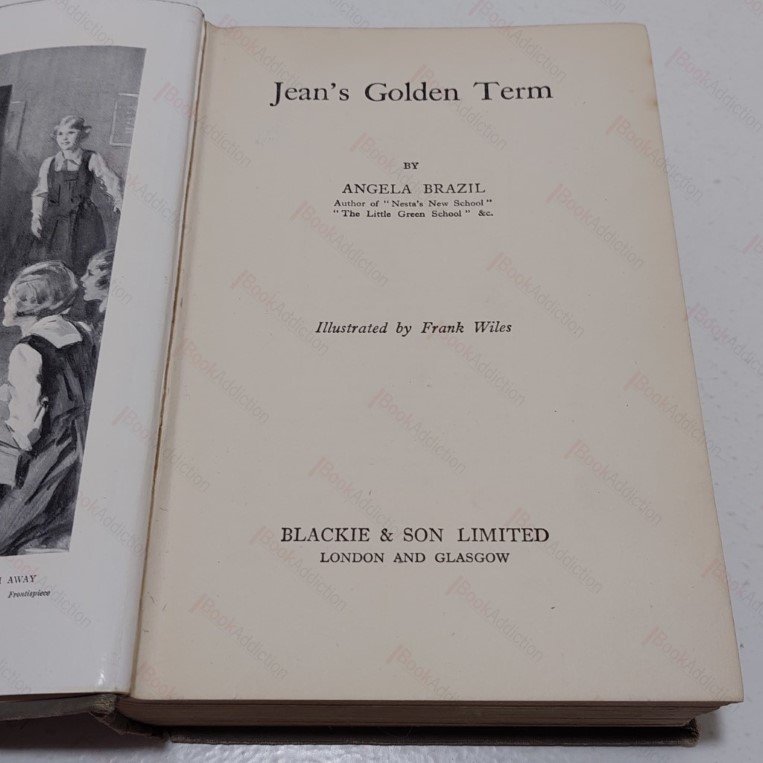 Jean's Golden Term
BY
ANGELA BRAZIL
Author of "Nesta's New School"
"The Little Green School" &c.
Illustrated by Frank Wiles
BLACKIE & SON LIMITED
LONDON AND GLASGOW
AWAY
Frontispiece
iBookAddiction